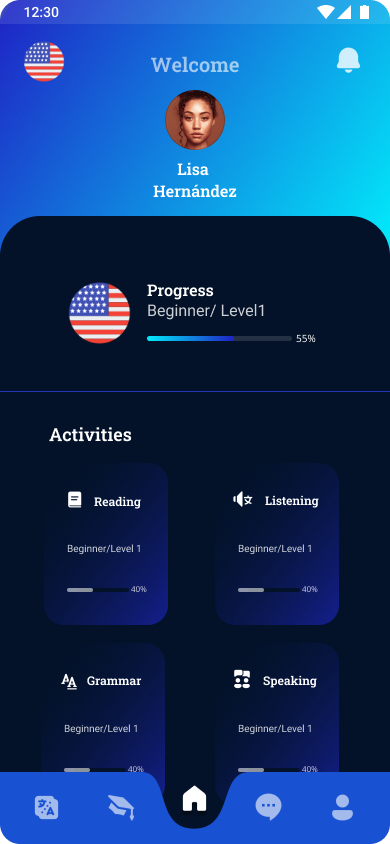 12:30
Welcome
Lisa
Hernández
Progress
Beginner/ Level1
55%
Activities
Reading
Beginner/Level 1
40%
Listening
Beginner/Level 1
40%
Grammar
Beginner/Level 1
40%
Speaking
Beginner/Level 1
40%